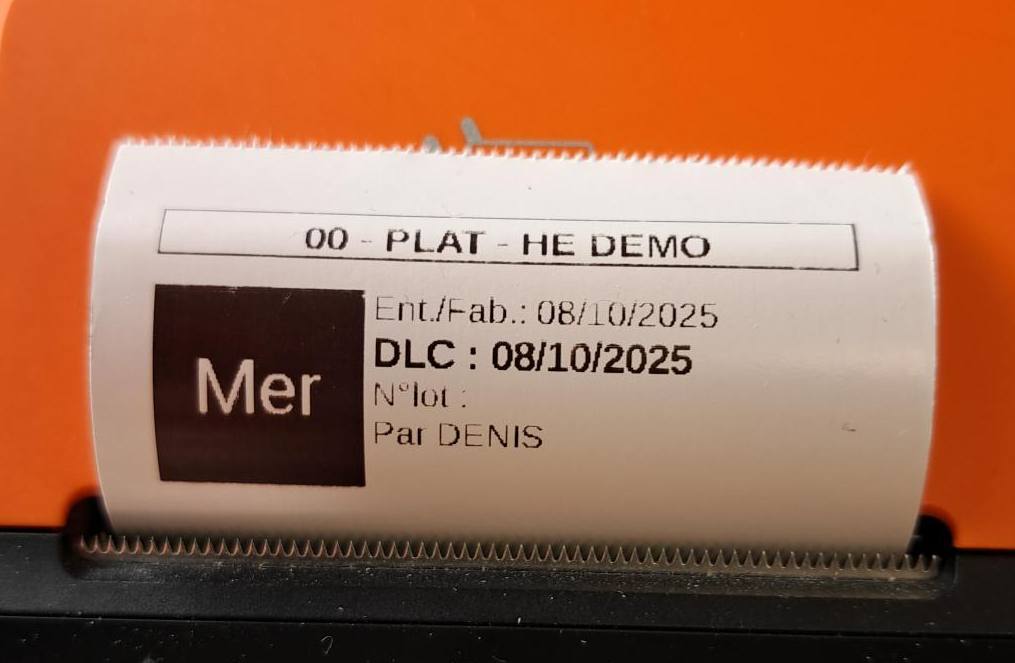 00 - PLAT - HE DEMO
Mer
Ent./Fab.: 08/10/2025
DLC : 08/10/2025
N°lot :
Par DENIS